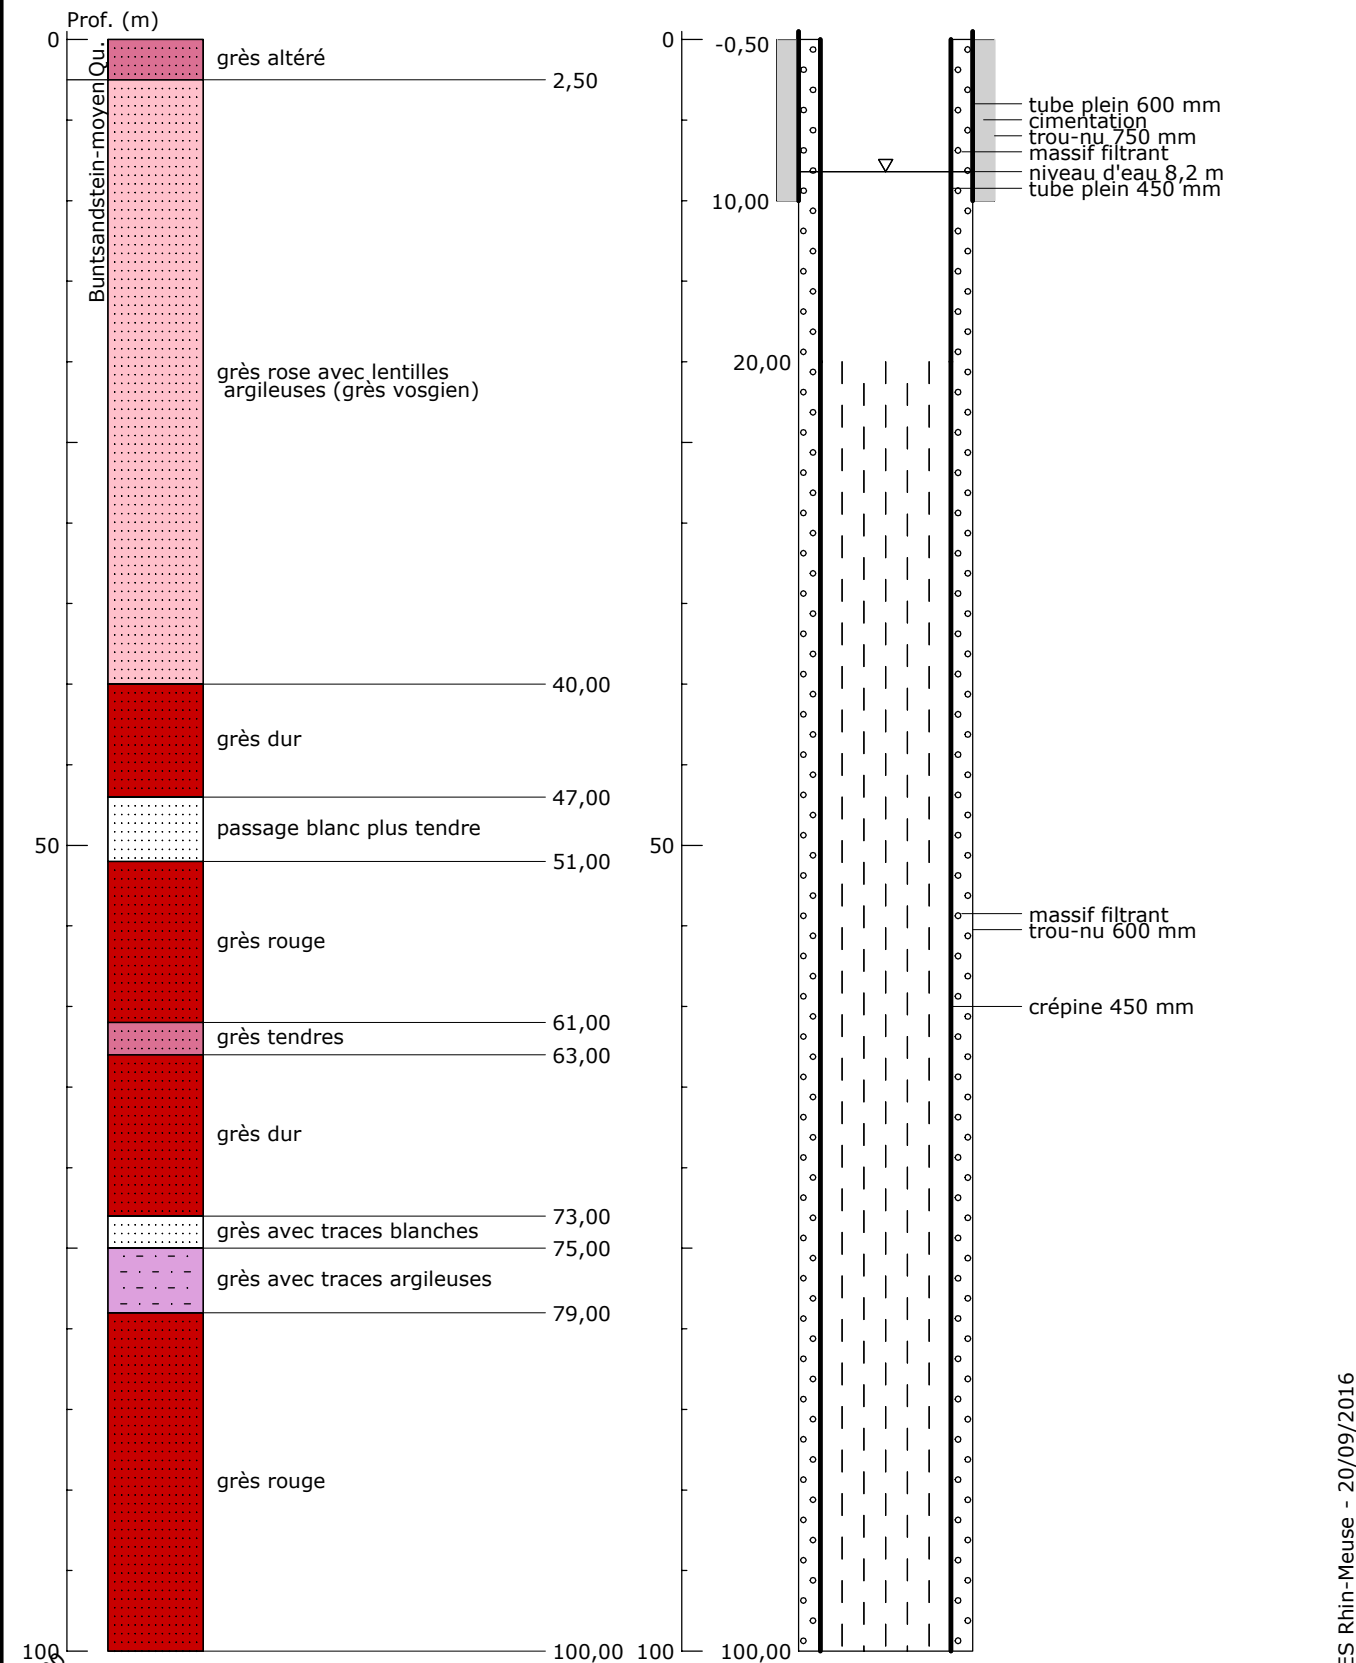 Prof. (m)
0
Qu.
Buntsandstein-moyen
grès altéré
2,50
grès rose avec lentilles
argileuses (grès vosgien)
40,00
grès dur
47,00
passage blanc plus tendre
50
51,00
grès rouge
61,00
grès tendres
63,00
grès dur
73,00
grès avec traces blanches
75,00
grès avec traces argileuses
79,00
grès rouge
100
100,00
0
-0,50
tube plein 600 mm
cimentation
trou-nu 750 mm
massif filtrant
niveau d'eau 8,2 m
tube plein 450 mm
10,00
20,00
50
massif filtrant
trou-nu 600 mm
crépine 450 mm
100
100,00
ES Rhin-Meuse - 20/09/2016